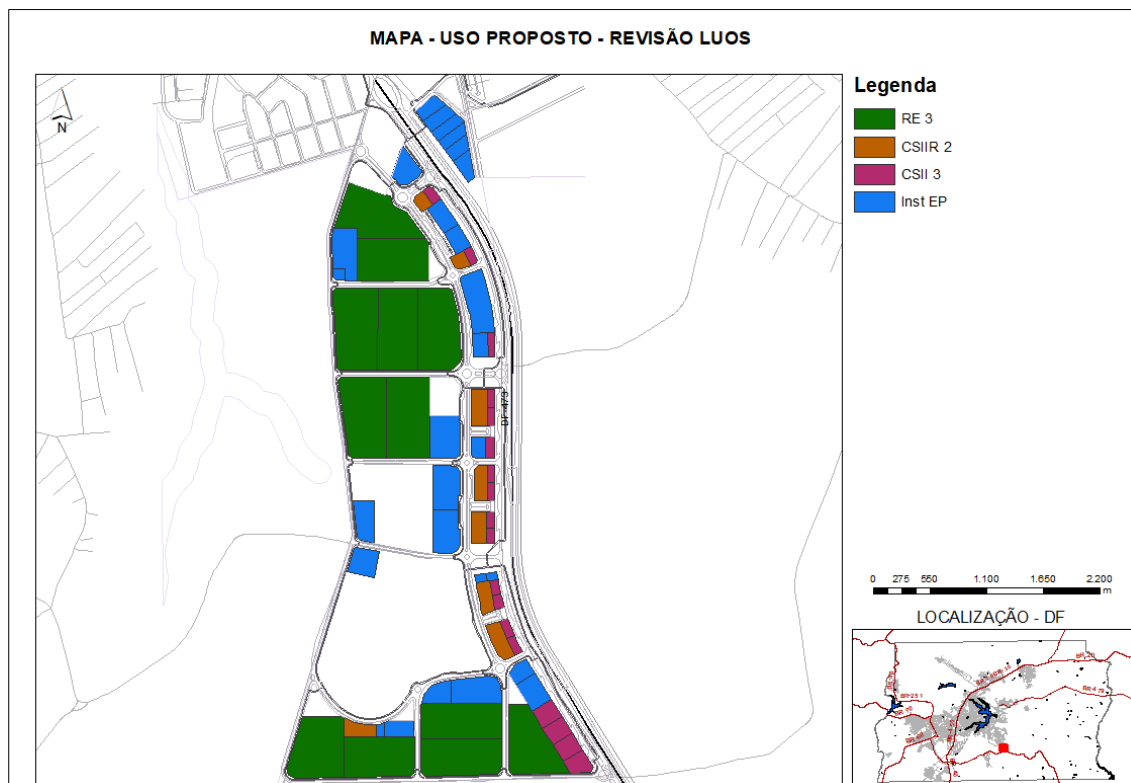 MAPA - USO PROPOSTO - REVISÃO LUOS
N
DF-473
Legenda
RE 3
CSIIR 2
CSII 3
Inst EP
0 275 550 1.100 1.650 2.200
m
LOCALIZAÇÃO - DF